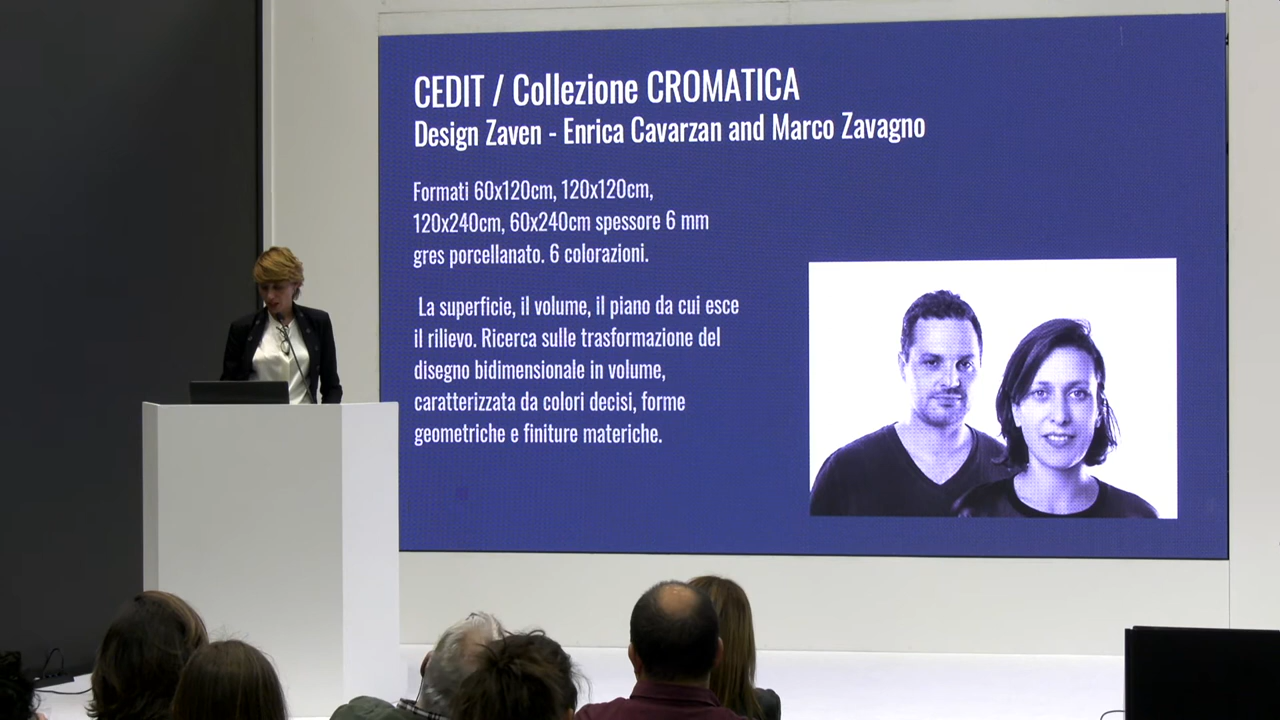 CEDIT / Collezione CROMATICA
Design Zaven - Enrica Cavarzan and Marco Zavagno
Formati 60x120cm, 120x120cm,
120x240cm, 60x240cm spessore 6 mm
gres porcellanato. 6 colorazioni.
La superficie, il volume, il piano da cui esce
il rilievo. Ricerca sulle trasformazione del
disegno bidimensionale in volume,
caratterizzata da colori decisi, forme
geometriche e finiture materiche.